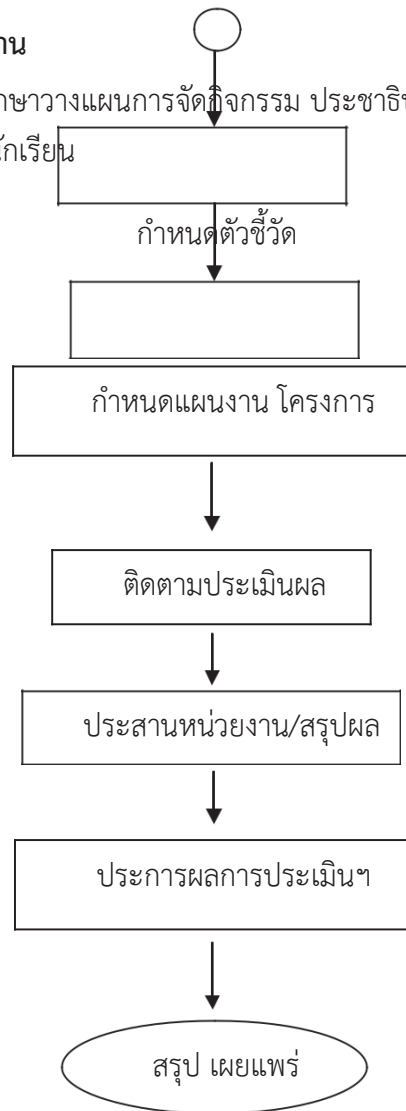 าน
กษาวางแผนการจัดกิจกรรม ประชาธิป
นักเรียน
กำหนดตัวชี้วัด
กำหนดแผนงาน โครงการ
ติดตามประเมินผล
ประสานหน่วยงาน/สรุปผล
ประการผลการประเมินฯ
สรุป เผยแพร่